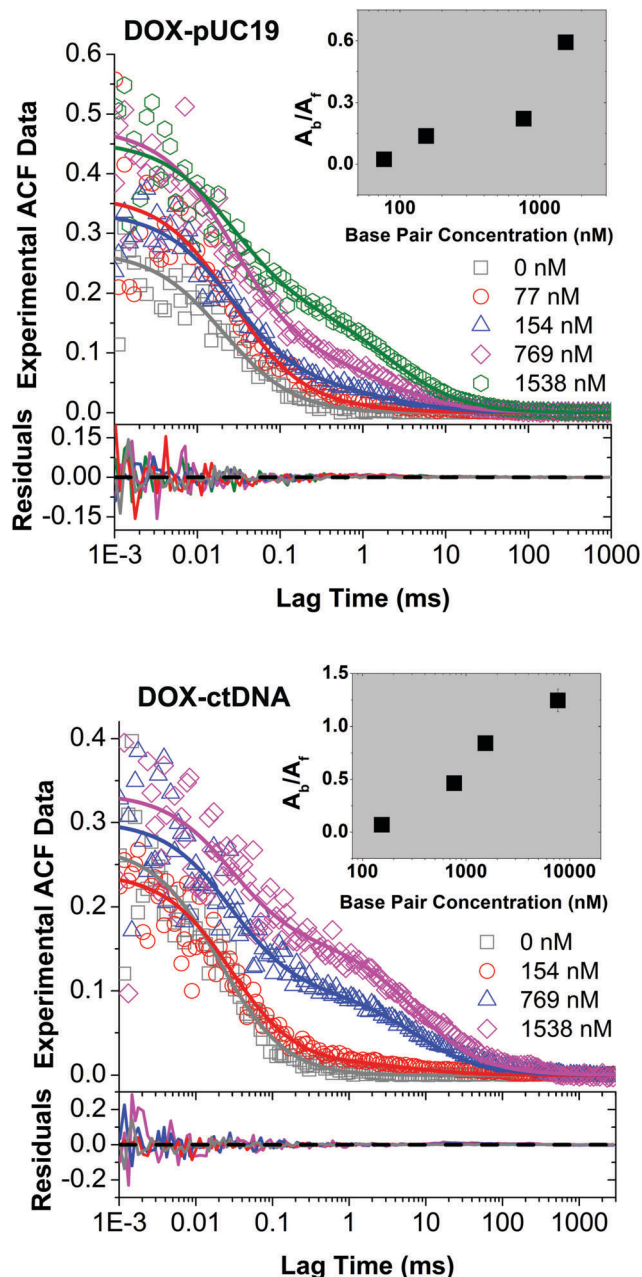 DOX-pUC19
Experimental ACF Data
0.6
0.5
0.4
0.3
0.2
0.1
0.0
A_b/A_f
0.6
0.3
0.0
100 1000
Base Pair Concentration (nM)
0 nM
77 nM
154 nM
769 nM
1538 nM
Residuals
0.15
0.00
-0.15
1E-3 0.01 0.1 1 10 100 1000
Lag Time (ms)
DOX-ctDNA
Experimental ACF Data
0.4
0.3
0.2
0.1
0.0
A_b/A_f
1.5
1.0
0.5
0.0
100 1000 10000
Base Pair Concentration (nM)
0 nM
154 nM
769 nM
1538 nM
Residuals
0.2
0.0
-0.2
1E-3 0.01 0.1 1 10 100 1000
Lag Time (ms)